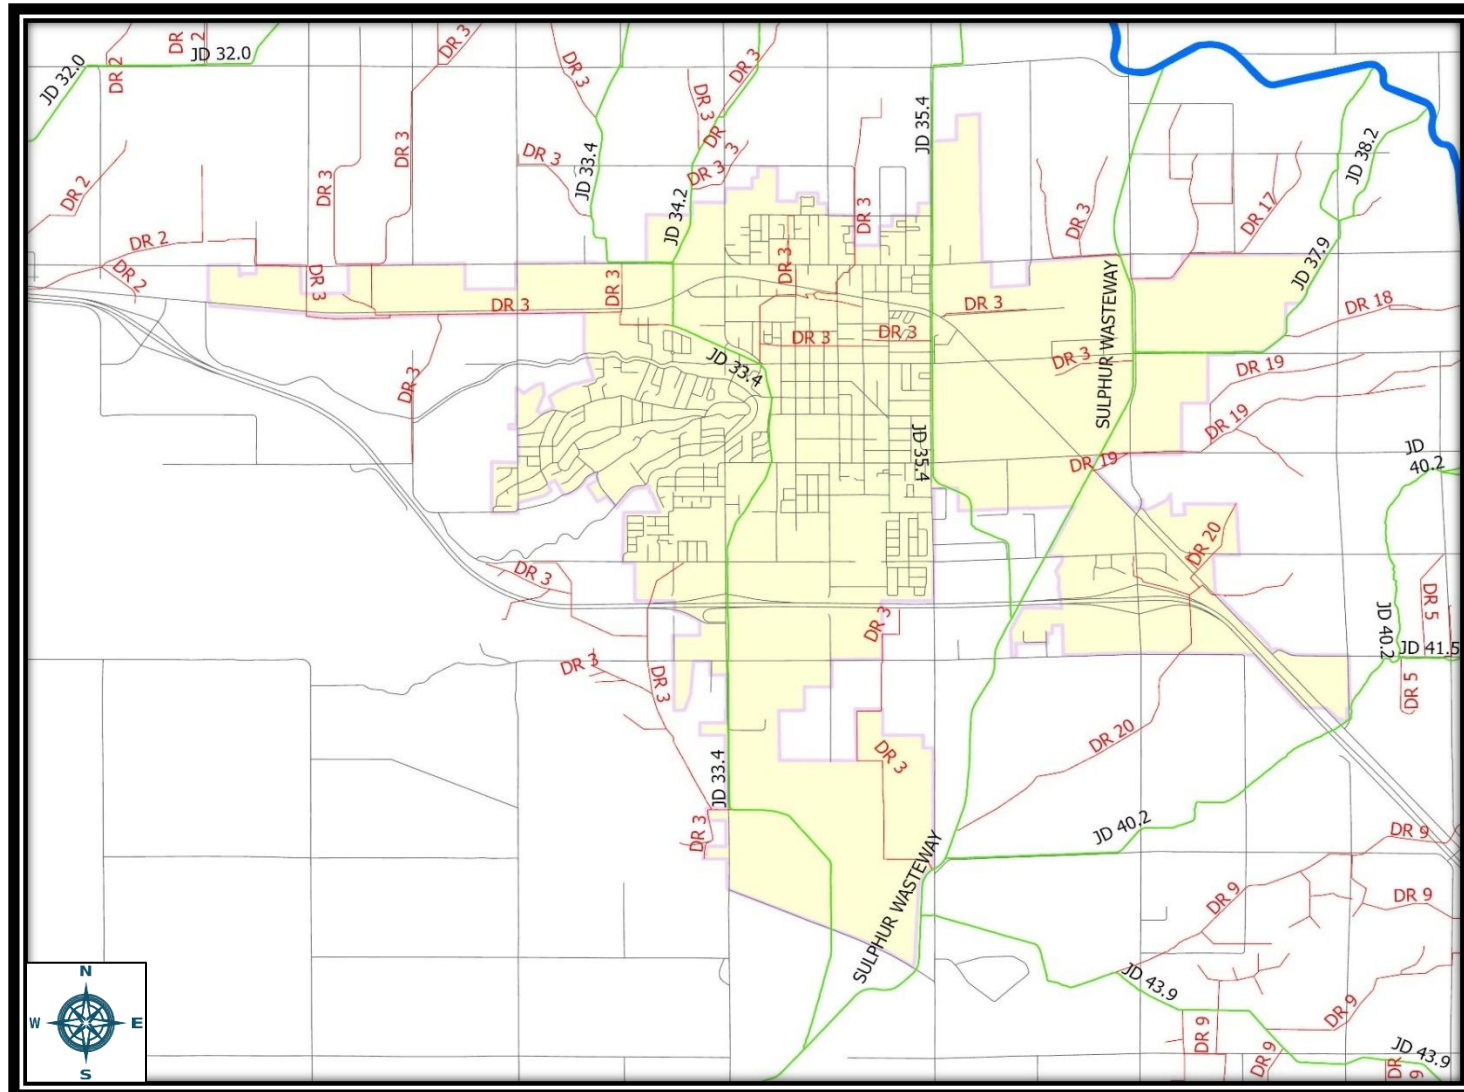 DR 2
DR 2
JD 32.0
JD 32.0
DR 3
DR 3
DR 3
DR 3
DR
DR 3
DR 3
DR 3
JD 33.4
DR 3
3
JD 34.2
DR 3
JD 35.4
DR 3
DR 17
JD 38.2
JD 37.9
DR 2
DR 2
DR 2
DR 3
DR 3
DR 3
DR 3
DR 3
DR 3
DR 3
DR 3
DR 18
SULPHUR WASTEWAY
DR 3
DR 19
DR 3
JD 33.4
DR 19
JD 35.4
DR 19
JD
40.2
DR 20
DR 3
DR 3
JD 40.2
DR 5
JD 41.5
DR 3
DR 3
DR 5
DR 20
DR 3
JD 33.4
DR 3
JD 40.2
DR 9
SULPHUR WASTEWAY
DR 9
DR 9
JD 43.9
DR 9
DR 9
DR 9
JD 43.9
DR
9
N
W
E
S